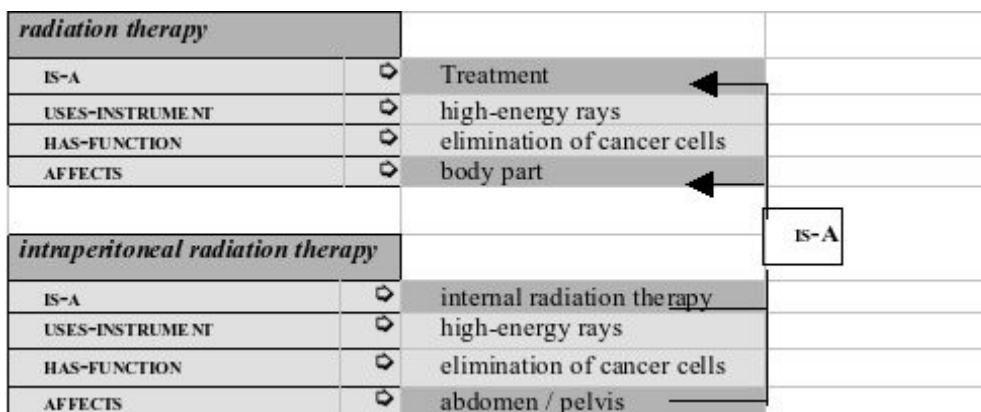 radiation therapy
IS-A ➪ Treatment
USES-INSTRUMENT ➪ high-energy rays
HAS-FUNCTION ➪ elimination of cancer cells
AFFECTS ➪ body part
IS-A
intraperitoneal radiation therapy
IS-A ➪ internal radiation therapy
USES-INSTRUMENT ➪ high-energy rays
HAS-FUNCTION ➪ elimination of cancer cells
AFFECTS ➪ abdomen / pelvis